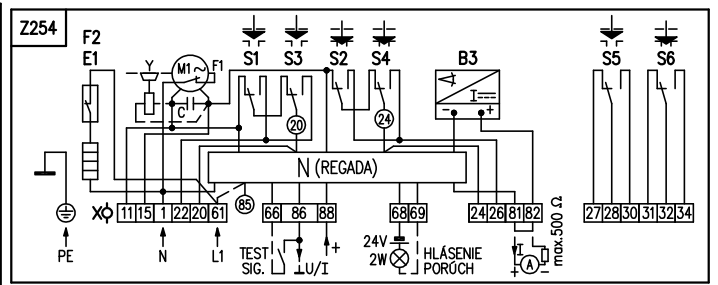 Z254
F2
E1
Y
M1~
F1
C
S1
S3
S2
S4
B3
I
- +
S5
S6
20
24
N (REGADA)
85
X
11 15 1 22 20 61
66 86 88
68 69
24 26 81 82
27 28 30 31 32 34
PE
N
L1
TEST
SIG.
U/I
+
24V
2W
HLÁSENIE
PORÚCH
I
A
+ -
max.500 Ω